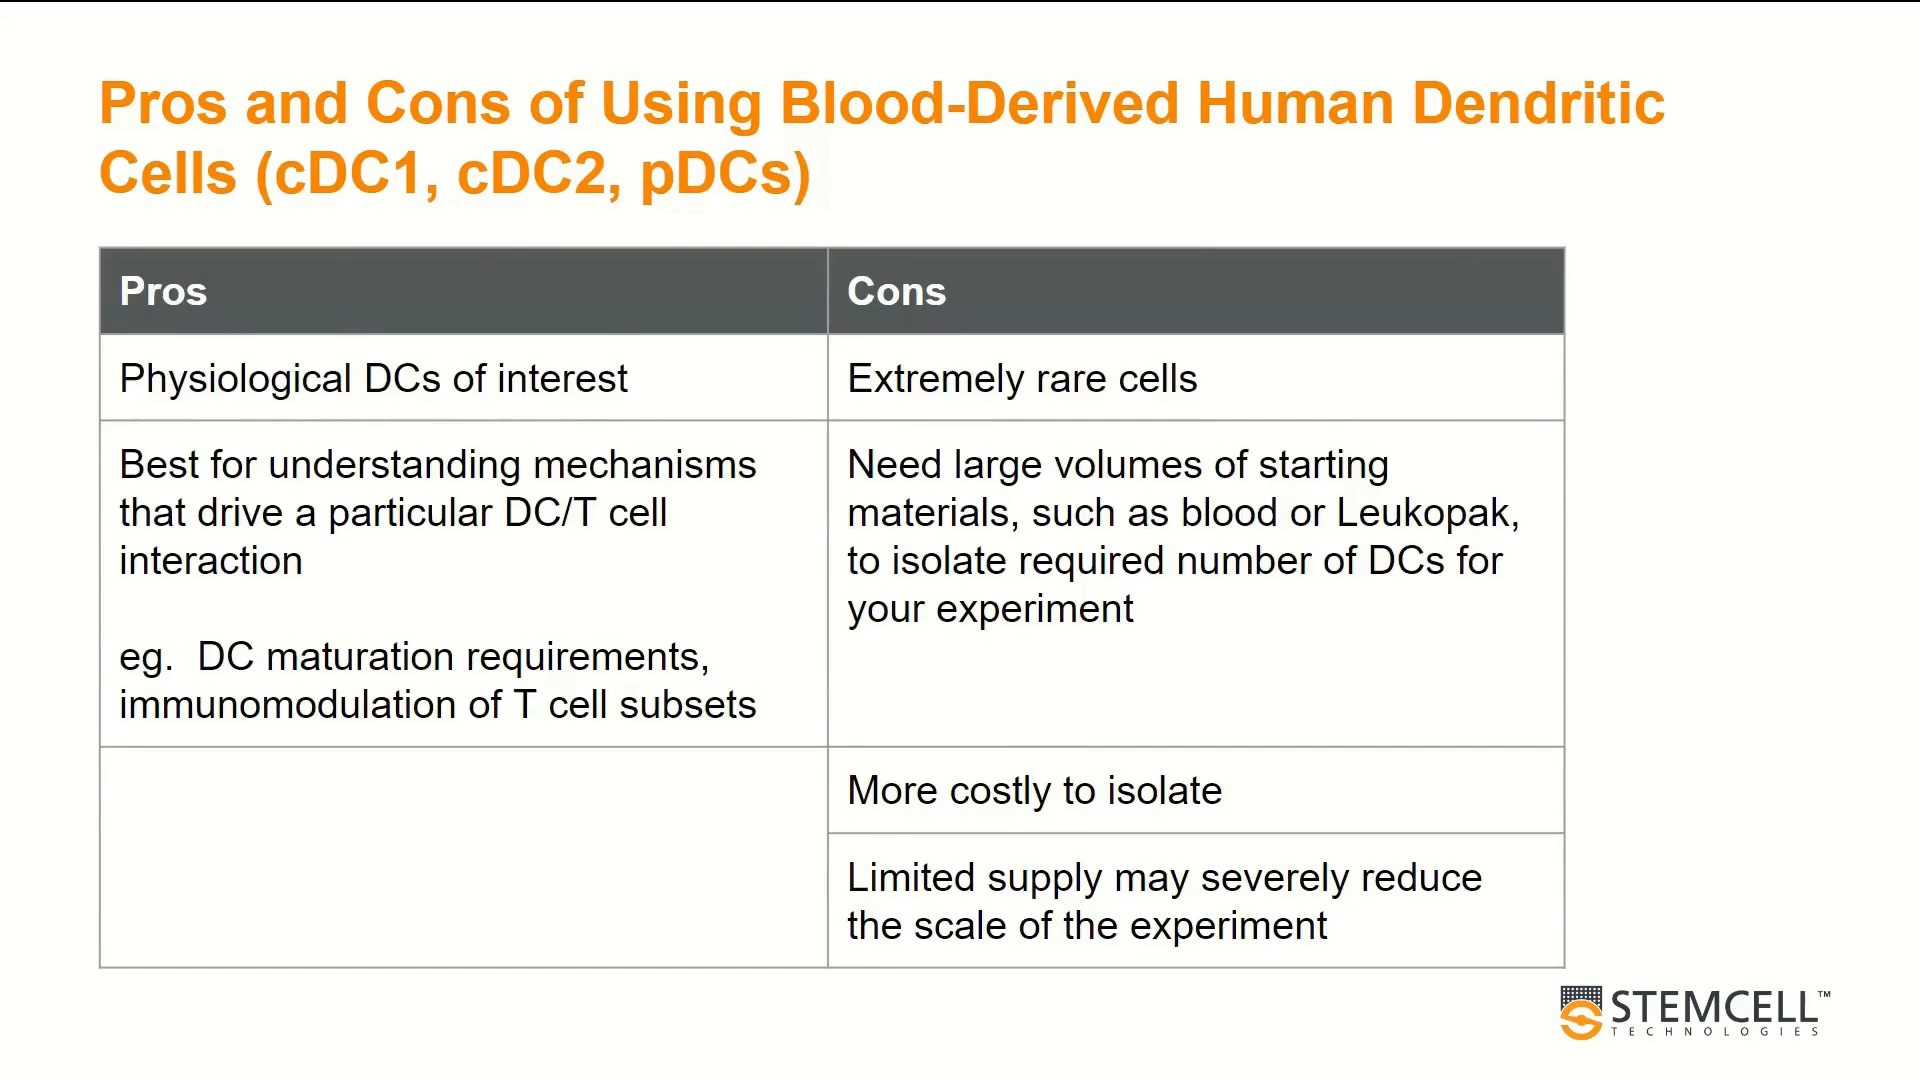 Pros and Cons of Using Blood-Derived Human Dendritic
Cells (cDC1, cDC2, pDCs)
Pros
Cons
Physiological DCs of interest
Extremely rare cells
Best for understanding mechanisms
that drive a particular DC/T cell
interaction
eg.  DC maturation requirements,
immunomodulation of T cell subsets
Need large volumes of starting
materials, such as blood or Leukopak,
to isolate required number of DCs for
your experiment
More costly to isolate
Limited supply may severely reduce
the scale of the experiment
STEMCELL™
TECHNOLOGIES